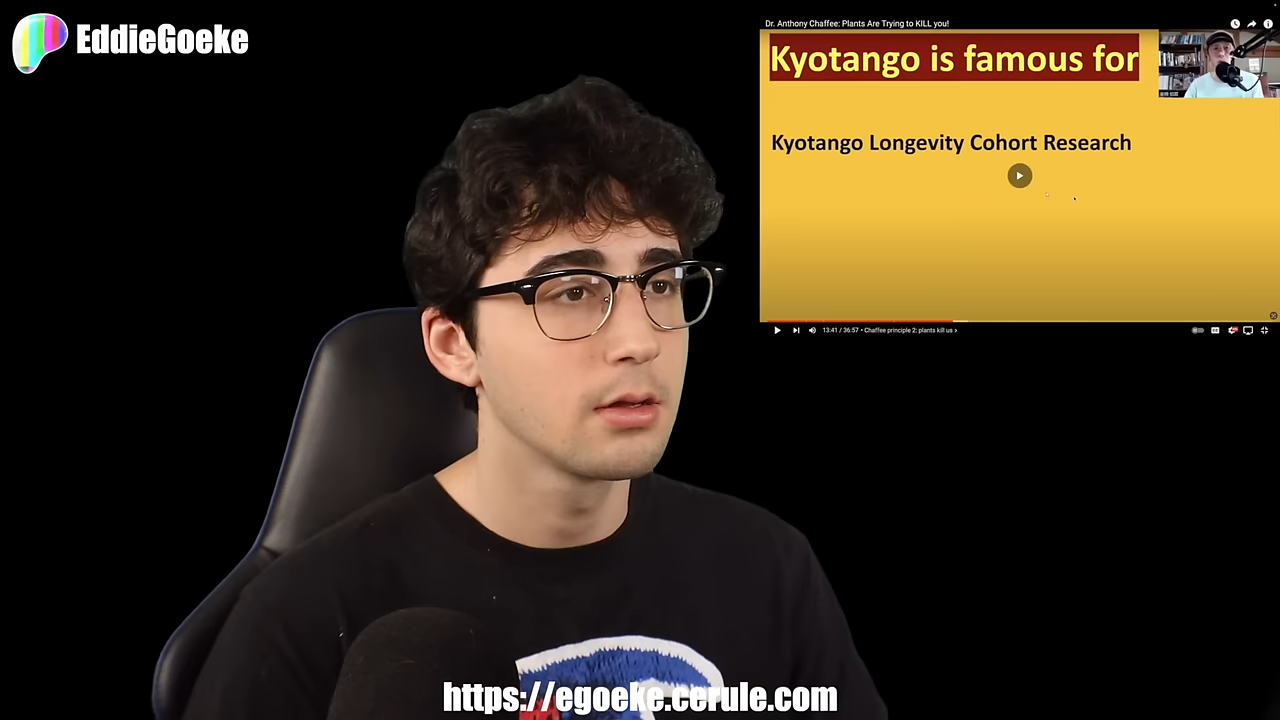 EddieGoeke
Dr. Anthony Chaffee: Plants Are Trying to KILL you!
Kyotango is famous for
Kyotango Longevity Cohort Research
13:41 / 36:57 • Chaffee principle 2: plants kill us ›
https://egoeke.cerule.com